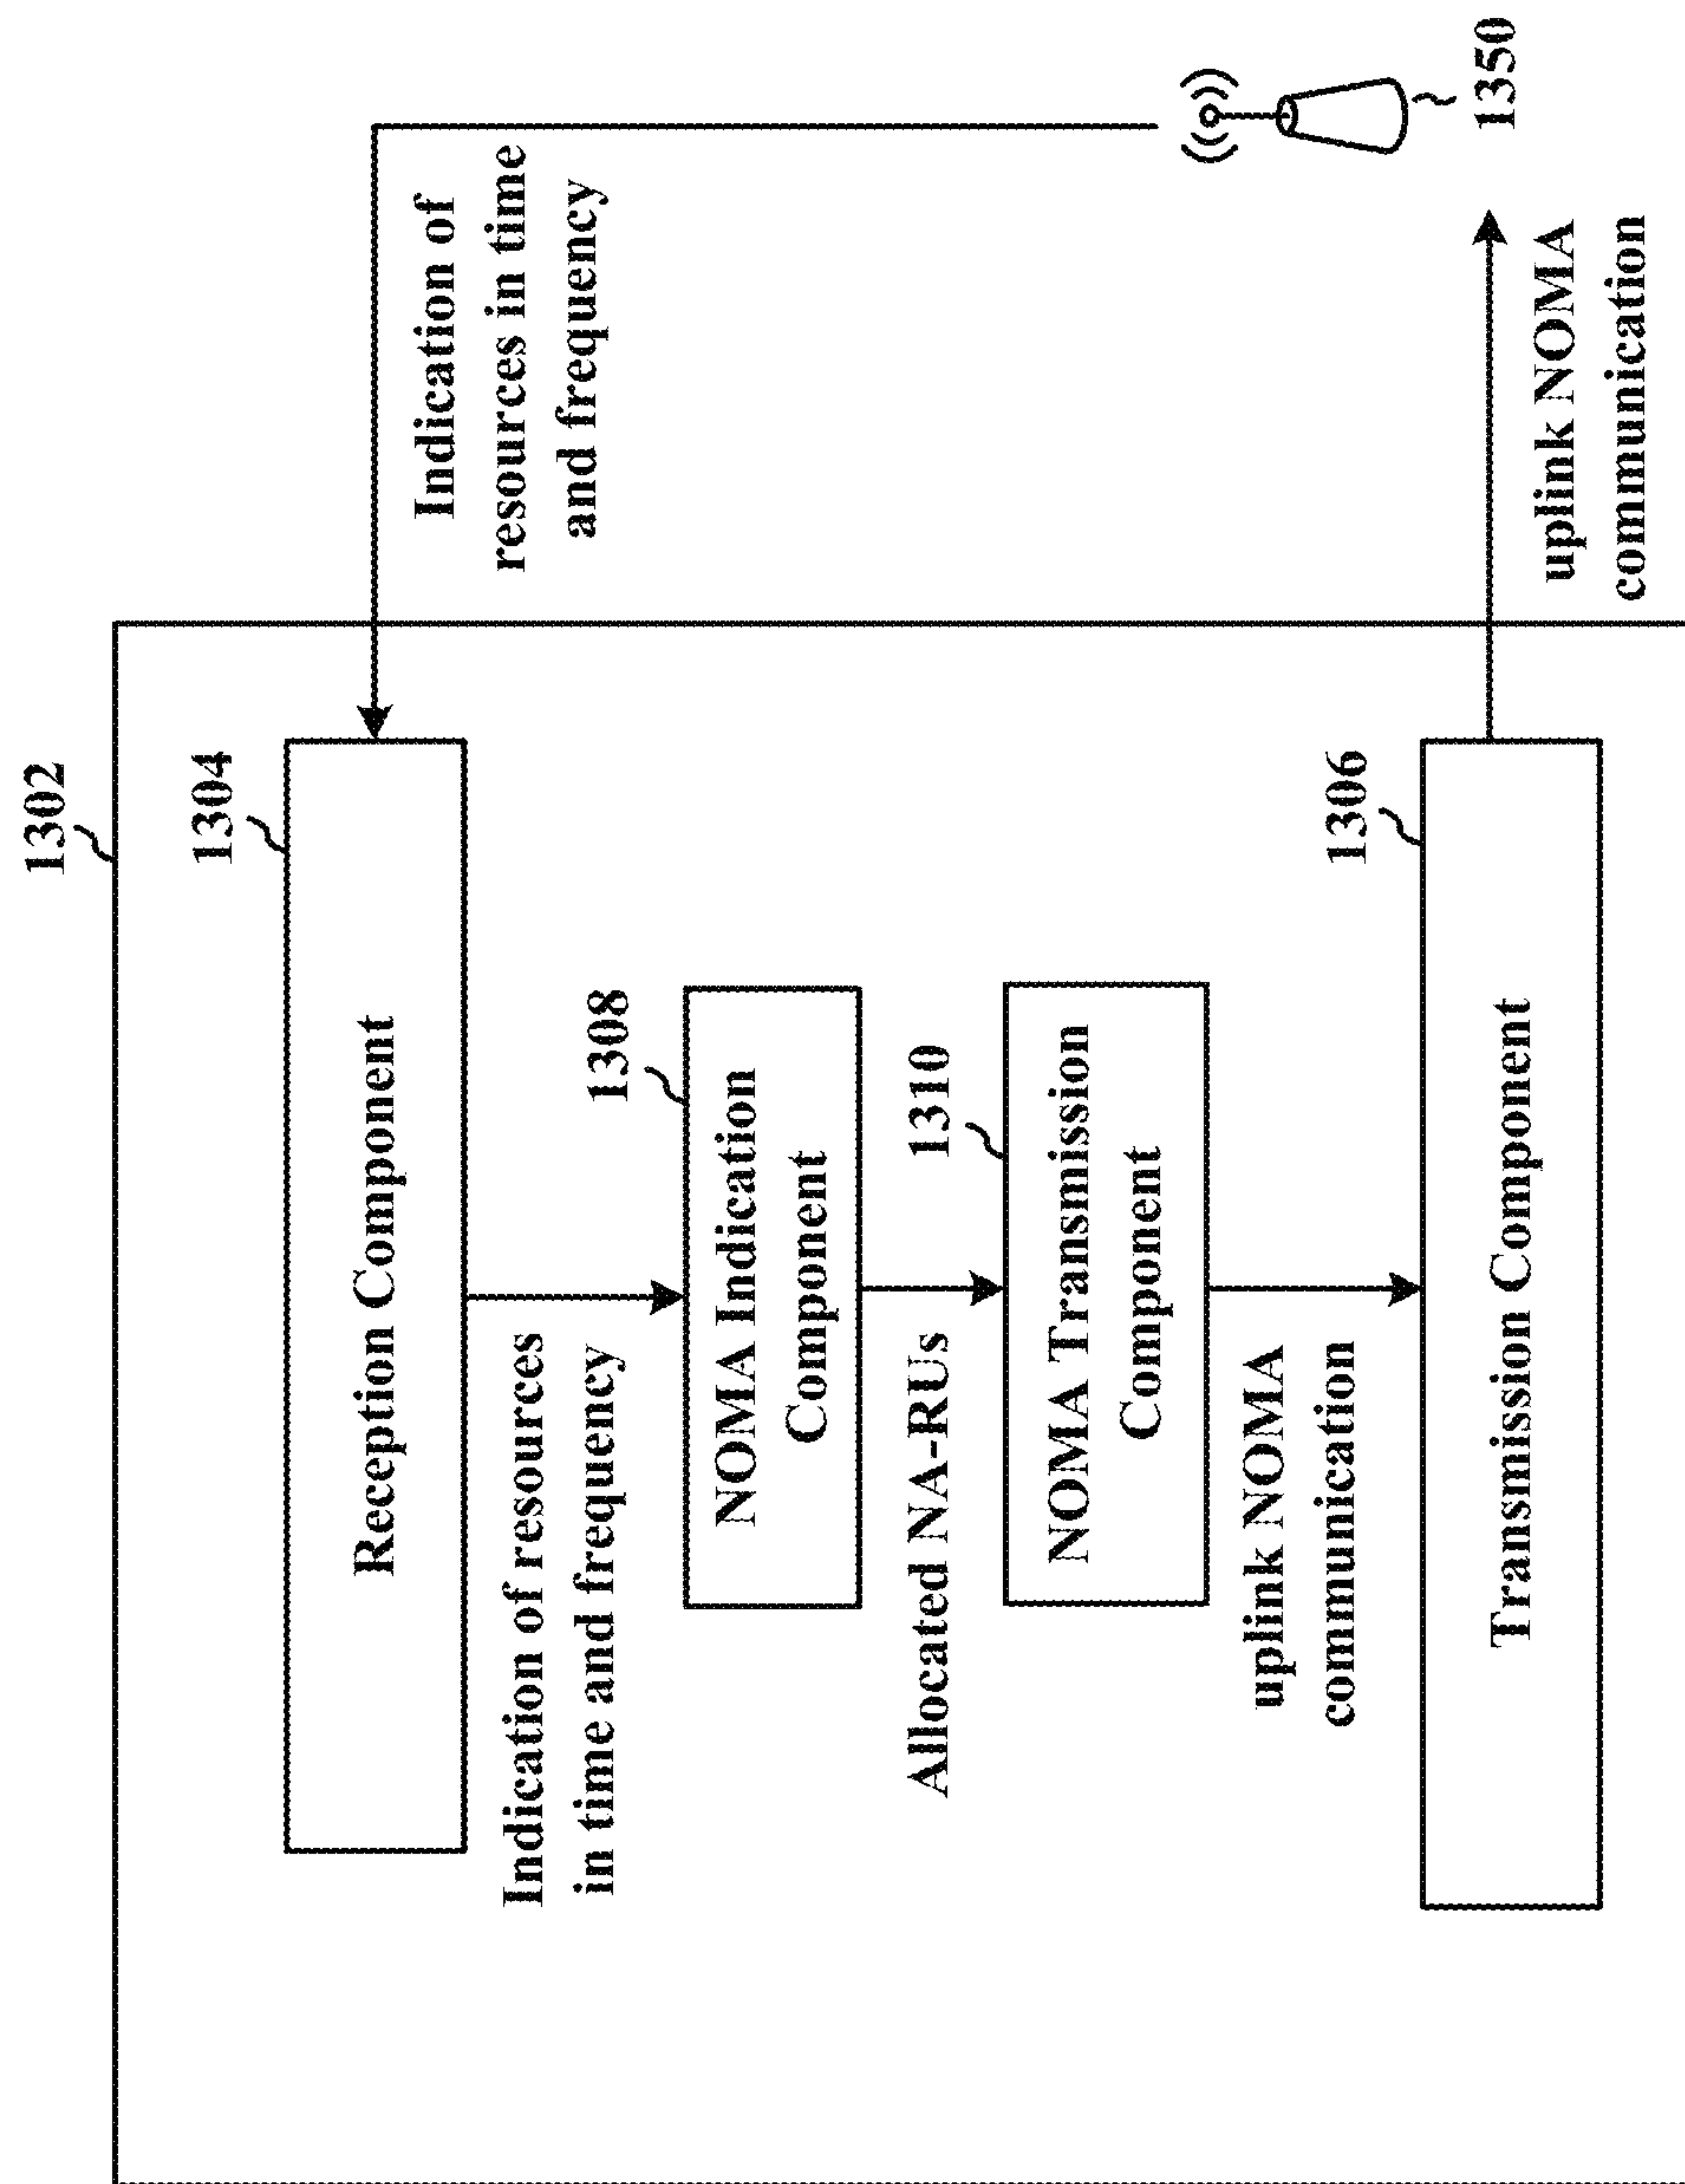 1302
1304
Reception Component
Indication of
resources in time
and frequency
Indication of resources
in time and frequency
1308
NOMA Indication
Component
Allocated NA-RUs
1310
NOMA Transmission
Component
uplink NOMA
communication
1306
Transmission Component
uplink NOMA
communication
1350